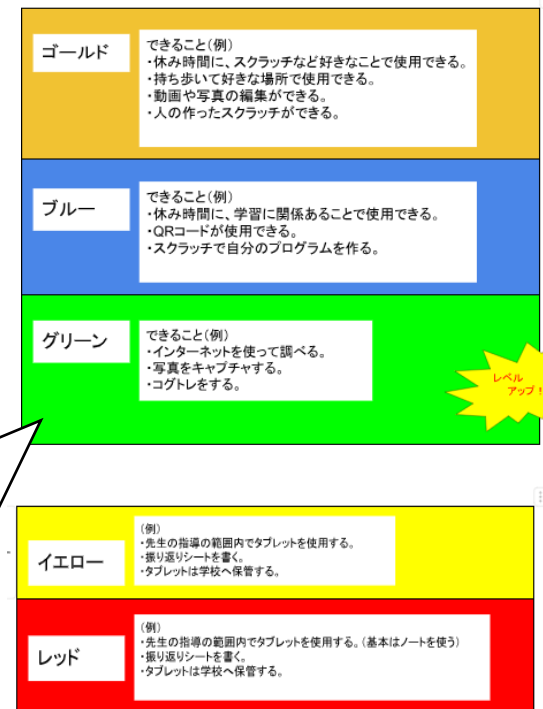 ゴールド
できること(例)
・休み時間に、スクラッチなど好きなことで使用できる。
・持ち歩いて好きな場所で使用できる。
・動画や写真の編集ができる。
・人の作ったスクラッチができる。
ブルー
できること(例)
・休み時間に、学習に関係あることで使用できる。
・QRコードが使用できる。
・スクラッチで自分のプログラムを作る。
グリーン
できること(例)
・インターネットを使って調べる。
・写真をキャプチャする。
・コグトレをする。
レベル
アップ!
イエロー
(例)
・先生の指導の範囲内でタブレットを使用する。
・振り返りシートを書く。
・タブレットは学校へ保管する。
レッド
(例)
・先生の指導の範囲内でタブレットを使用する。(基本はノートを使う)
・振り返りシートを書く。
・タブレットは学校へ保管する。